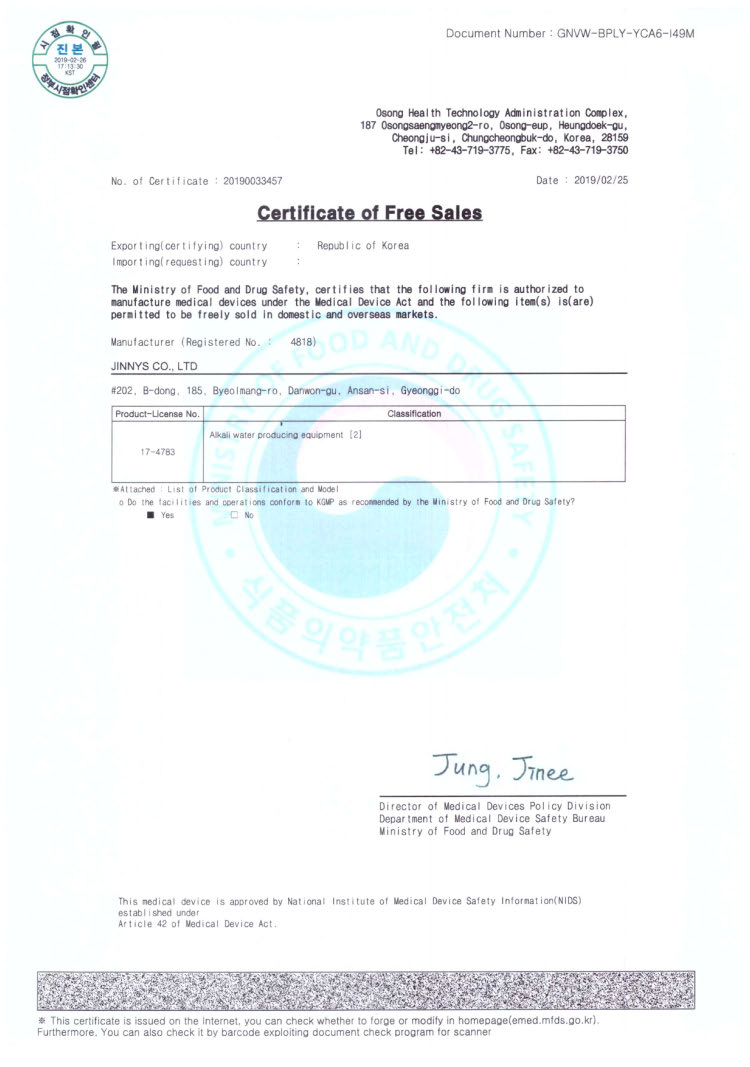 시점확인필
진본
2019-02-26
17:13:30
KST
정부시점확인센터
Document Number : GNVW-BPLY-YCA6-I49M
Osong Health Technology Administration Complex,
187 Osongsaengmyeong2-ro, Osong-eup, Heungdoek-gu,
Cheongju-si, Chungcheongbuk-do, Korea, 28159
Tel: +82-43-719-3775, Fax: +82-43-719-3750
No. of Certificate : 20190033457
Date : 2019/02/25
Certificate of Free Sales
Exporting(certifying) country : Republic of Korea
Importing(requesting) country :
The Ministry of Food and Drug Safety, certifies that the following firm is authorized to
manufacture medical devices under the Medical Device Act and the following item(s) is(are)
permitted to be freely sold in domestic and overseas markets.
Manufacturer (Registered No. : 4818)
JINNYS CO., LTD
#202, B-dong, 185, Byeolmang-ro, Danwon-gu, Ansan-si, Gyeonggi-do
Product-License No. Classification
17-4783 Alkali water producing equipment [2]
※Attached : List of Product Classification and Model
o Do the facilities and operations conform to KGMP as recommended by the Ministry of Food and Drug Safety?
■ Yes □ No
MINISTRY OF FOOD AND DRUG SAFETY
식품의약품안전처
Jung, Jinee
Director of Medical Devices Policy Division
Department of Medical Device Safety Bureau
Ministry of Food and Drug Safety
This medical device is approved by National Institute of Medical Device Safety Information(NIDS)
established under
Article 42 of Medical Device Act.
※ This certificate is issued on the Internet, you can check whether to forge or modify in homepage(emed.mfds.go.kr).
Furthermore, You can also check it by barcode exploiting document check program for scanner